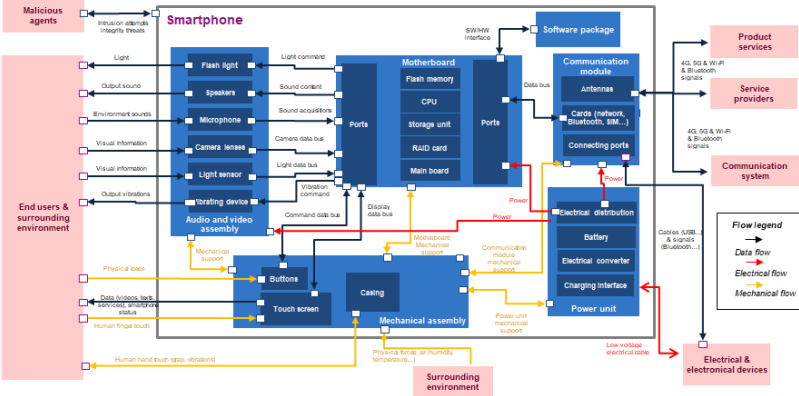 Malicious
agents
Intrusion attempts
integrity threats
Smartphone
End users &
surrounding
environment
Light
Output sound
Environment sounds
Visual information
Visual information
Output vibrations
Flash light
Speakers
Microphone
Camera lenses
Light sensor
Vibrating device
Audio and video
assembly
Light command
Sound content
Sound acquisitions
Camera data bus
Light data bus
Vibration
command
Command data bus
Display
data bus
Motherboard
Ports
Flash memory
CPU
Storage unit
RAID card
Main board
Ports
SW/HW
interface
Software package
Data bus
Communication
module
Antennas
Cards (network,
Bluetooth, SIM...)
Connecting ports
4G, 5G & Wi-Fi
& Bluetooth
signals
4G, 5G & Wi-Fi
& Bluetooth
signals
Product
services
Service
providers
Communication
system
Power
Power
Power
Electrical distribution
Battery
Electrical converter
Charging interface
Power unit
Mechanical
support
Motherboard
Mechanical
support
Communication
module
mechanical
support
Power unit
mechanical
support
Cables (USB...)
& signals
(Bluetooth...)
Flow legend
Data flow
Electrical flow
Mechanical flow
Buttons
Touch screen
Casing
Mechanical assembly
Physical loads
Data (videos, texts,
services), smartphone
status
Human finger touch
Human hand touch (grap, vibrations)
Physical forces, air (humidity,
temperature,...)
Surrounding
environment
Low voltage
electrical cable
Electrical &
electronical devices